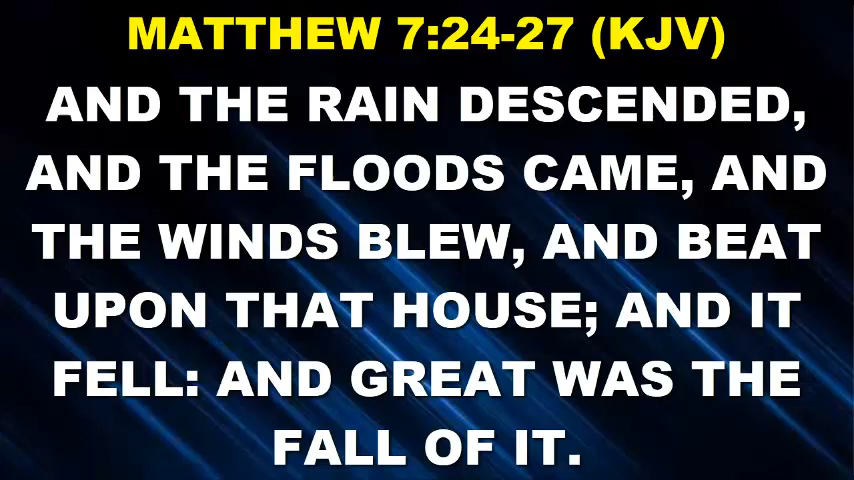 MATTHEW 7:24-27 (KJV)
AND THE RAIN DESCENDED,
AND THE FLOODS CAME, AND
THE WINDS BLEW, AND BEAT
UPON THAT HOUSE; AND IT
FELL: AND GREAT WAS THE
FALL OF IT.